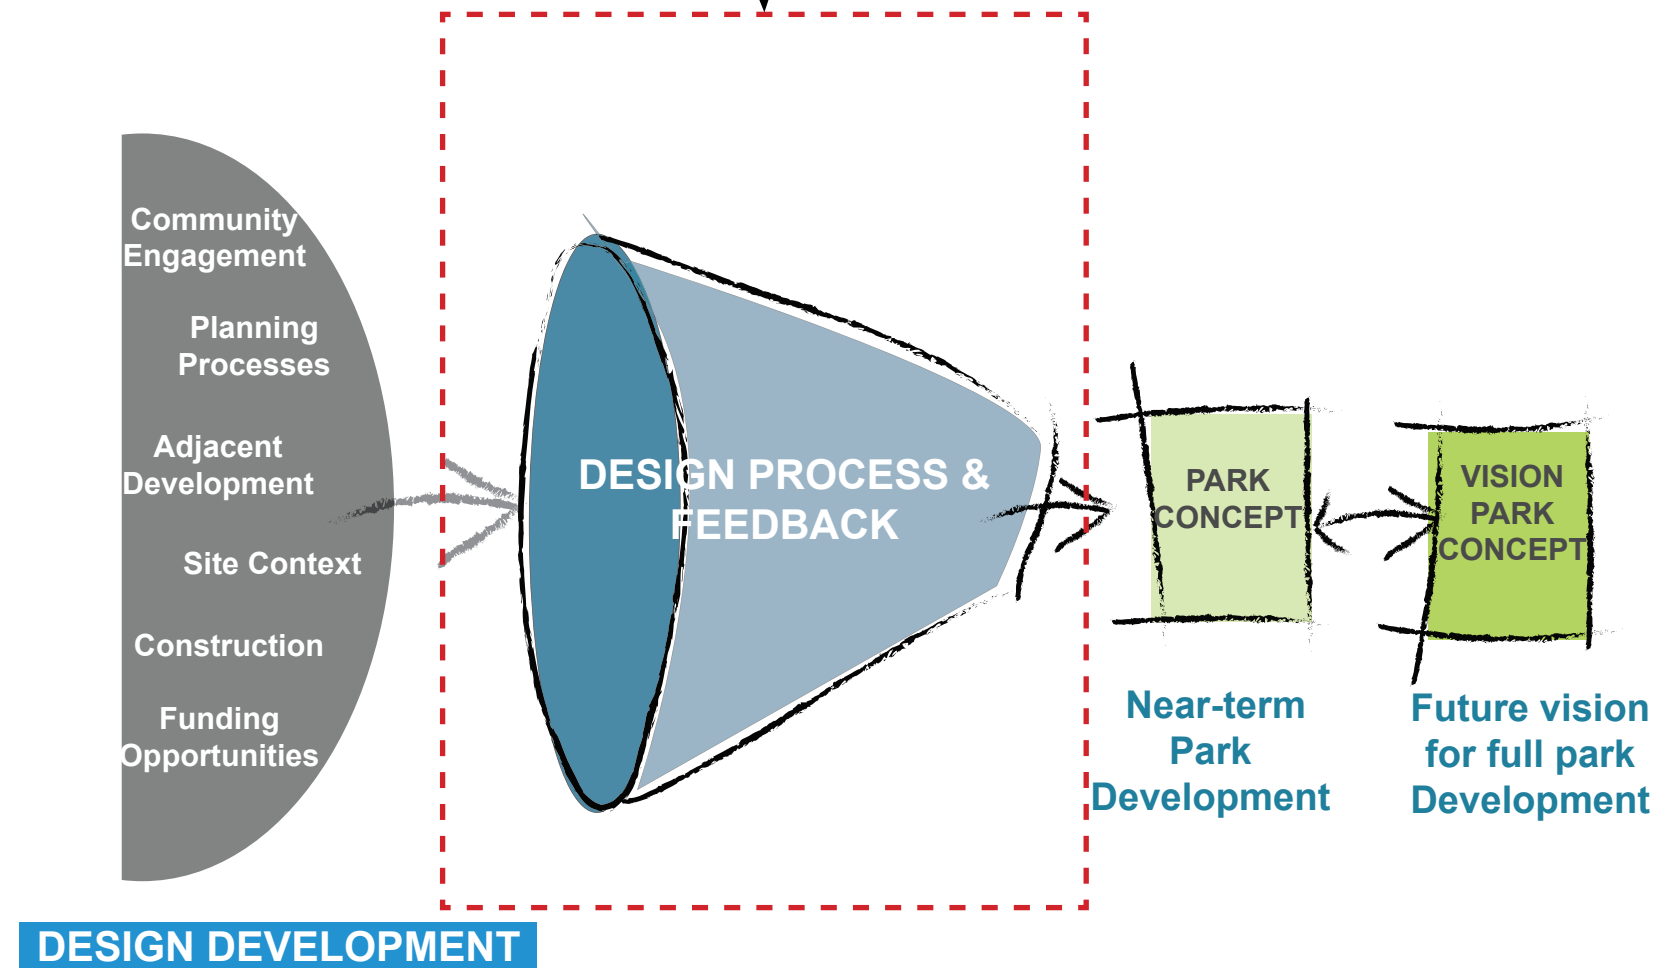 Community
Engagement
Planning
Processes
Adjacent
Development
Site Context
Construction
Funding
Opportunities
DESIGN PROCESS &
FEEDBACK
PARK
CONCEPT
VISION
PARK
CONCEPT
Near-term
Park
Development
Future vision
for full park
Development
DESIGN DEVELOPMENT